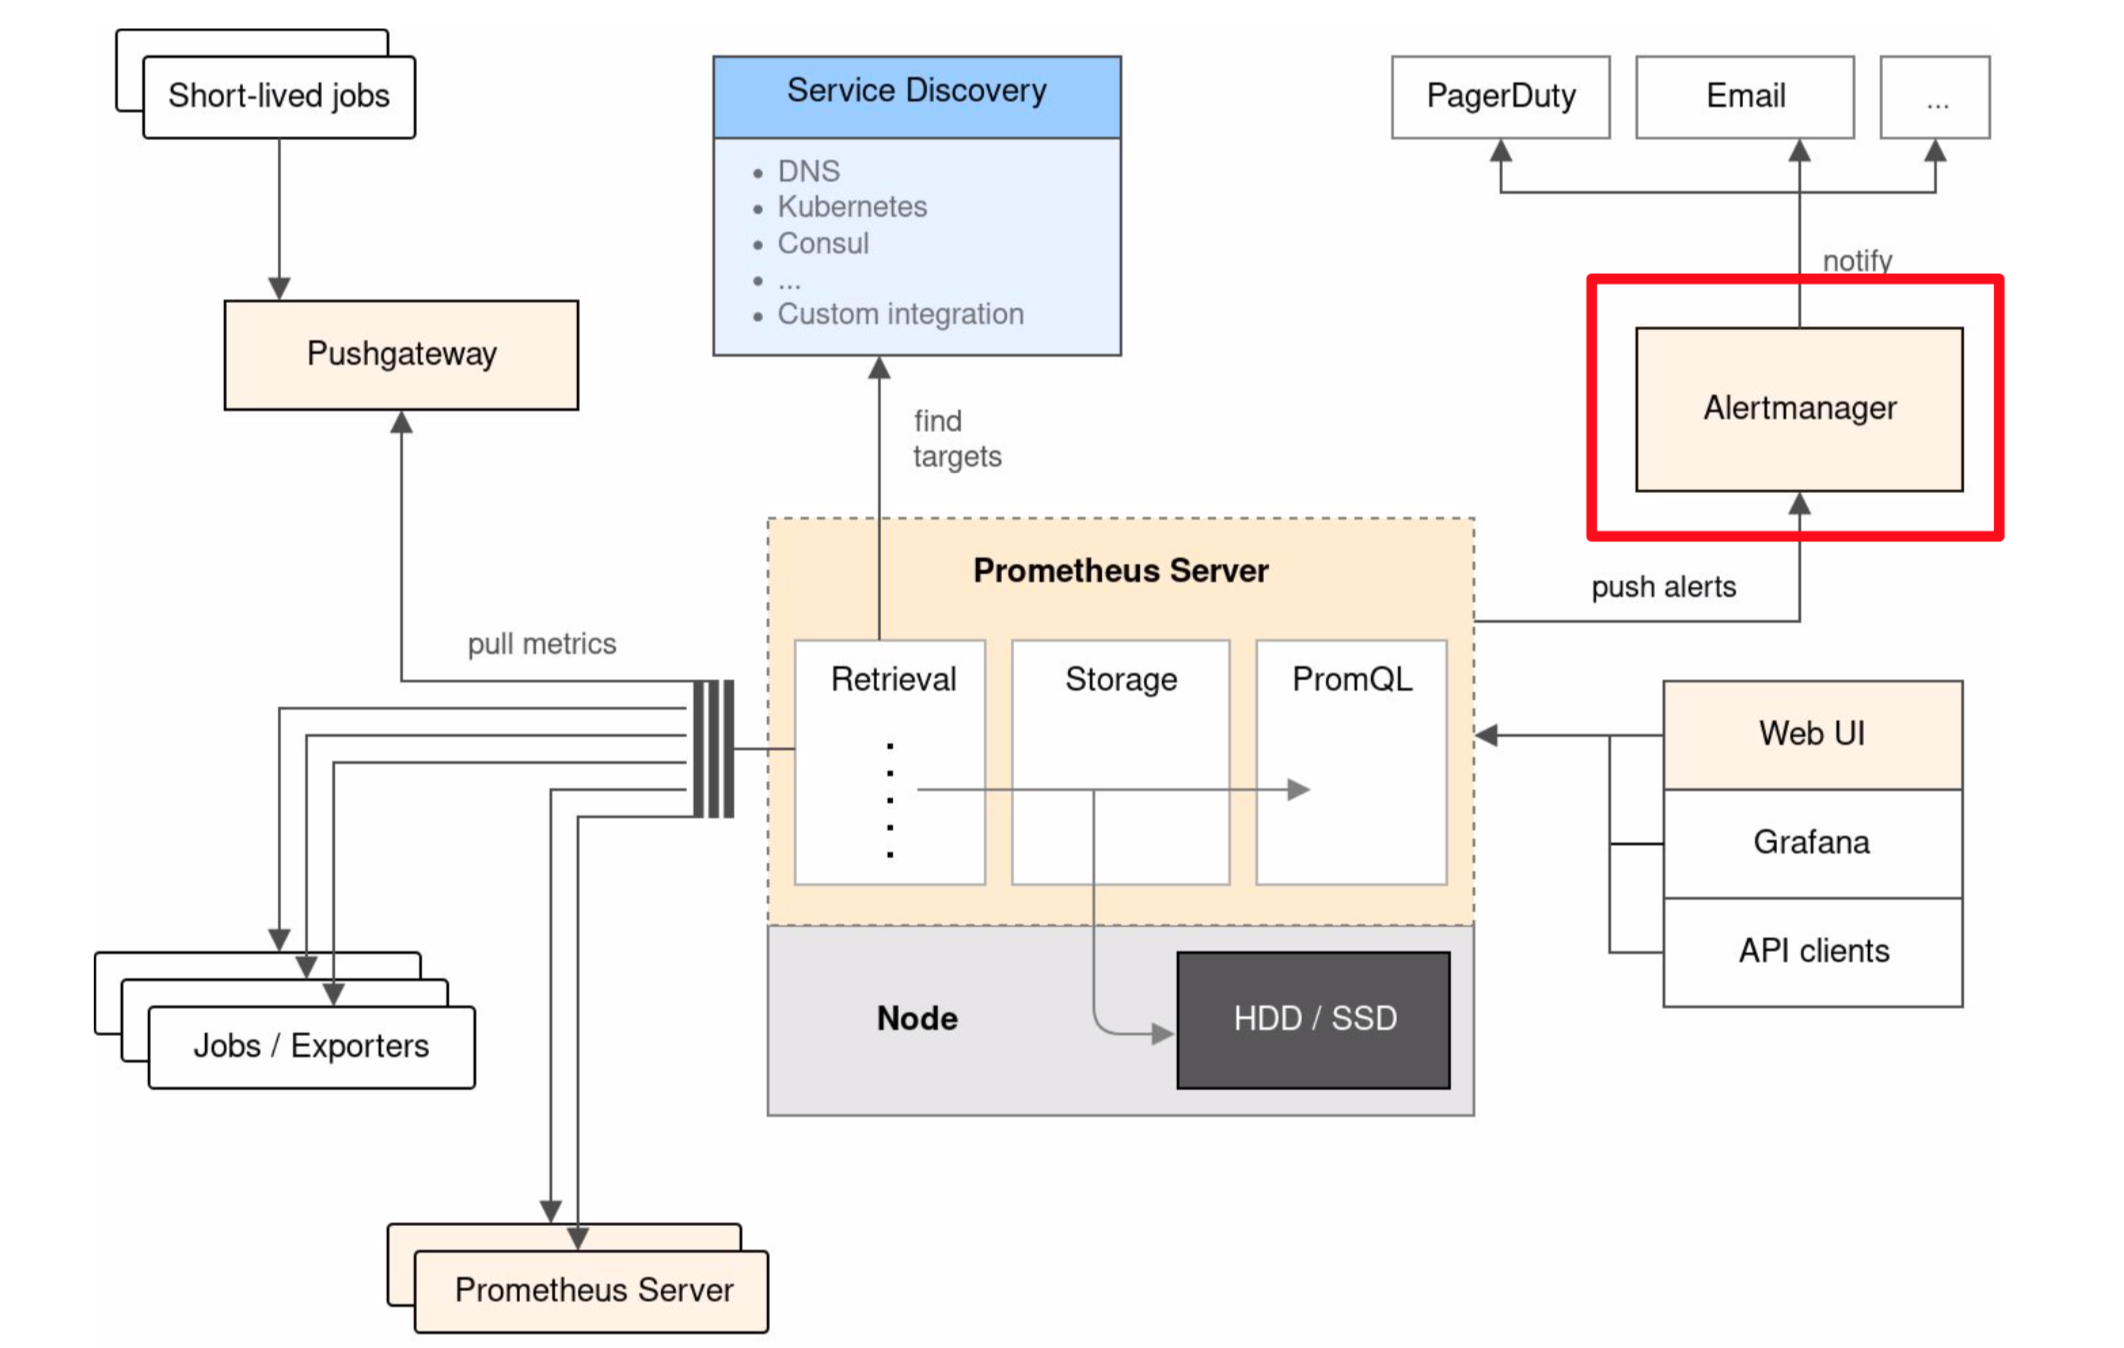 Short-lived jobs
Service Discovery
DNS
Kubernetes
Consul
...
Custom integration
PagerDuty
Email
...
notify
Alertmanager
push alerts
Pushgateway
find
targets
pull metrics
Prometheus Server
Retrieval
Storage
PromQL
Web UI
Grafana
API clients
Node
HDD / SSD
Jobs / Exporters
Prometheus Server